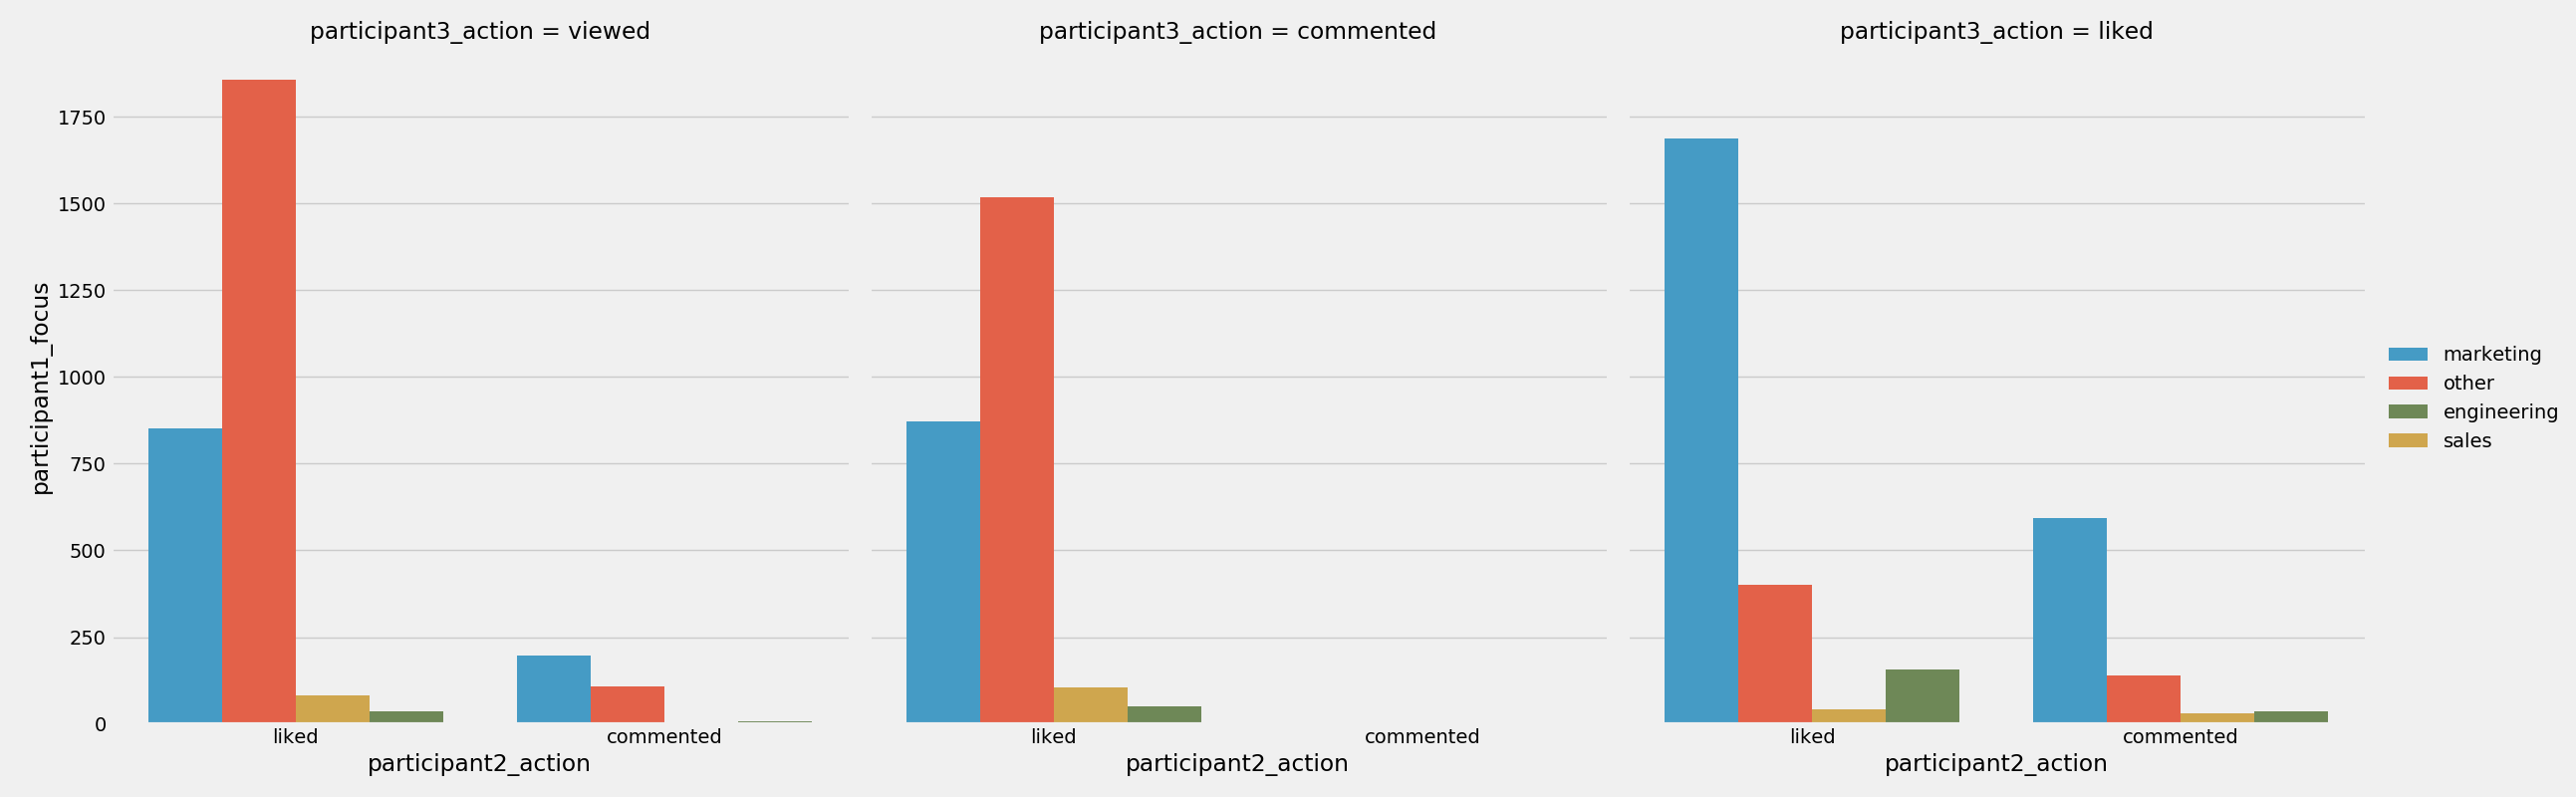 participant3_action = viewed
participant3_action = commented
participant3_action = liked
participant1_focus
1750
1500
1250
1000
750
500
250
0
liked
commented
liked
commented
liked
commented
participant2_action
participant2_action
participant2_action
marketing
other
engineering
sales